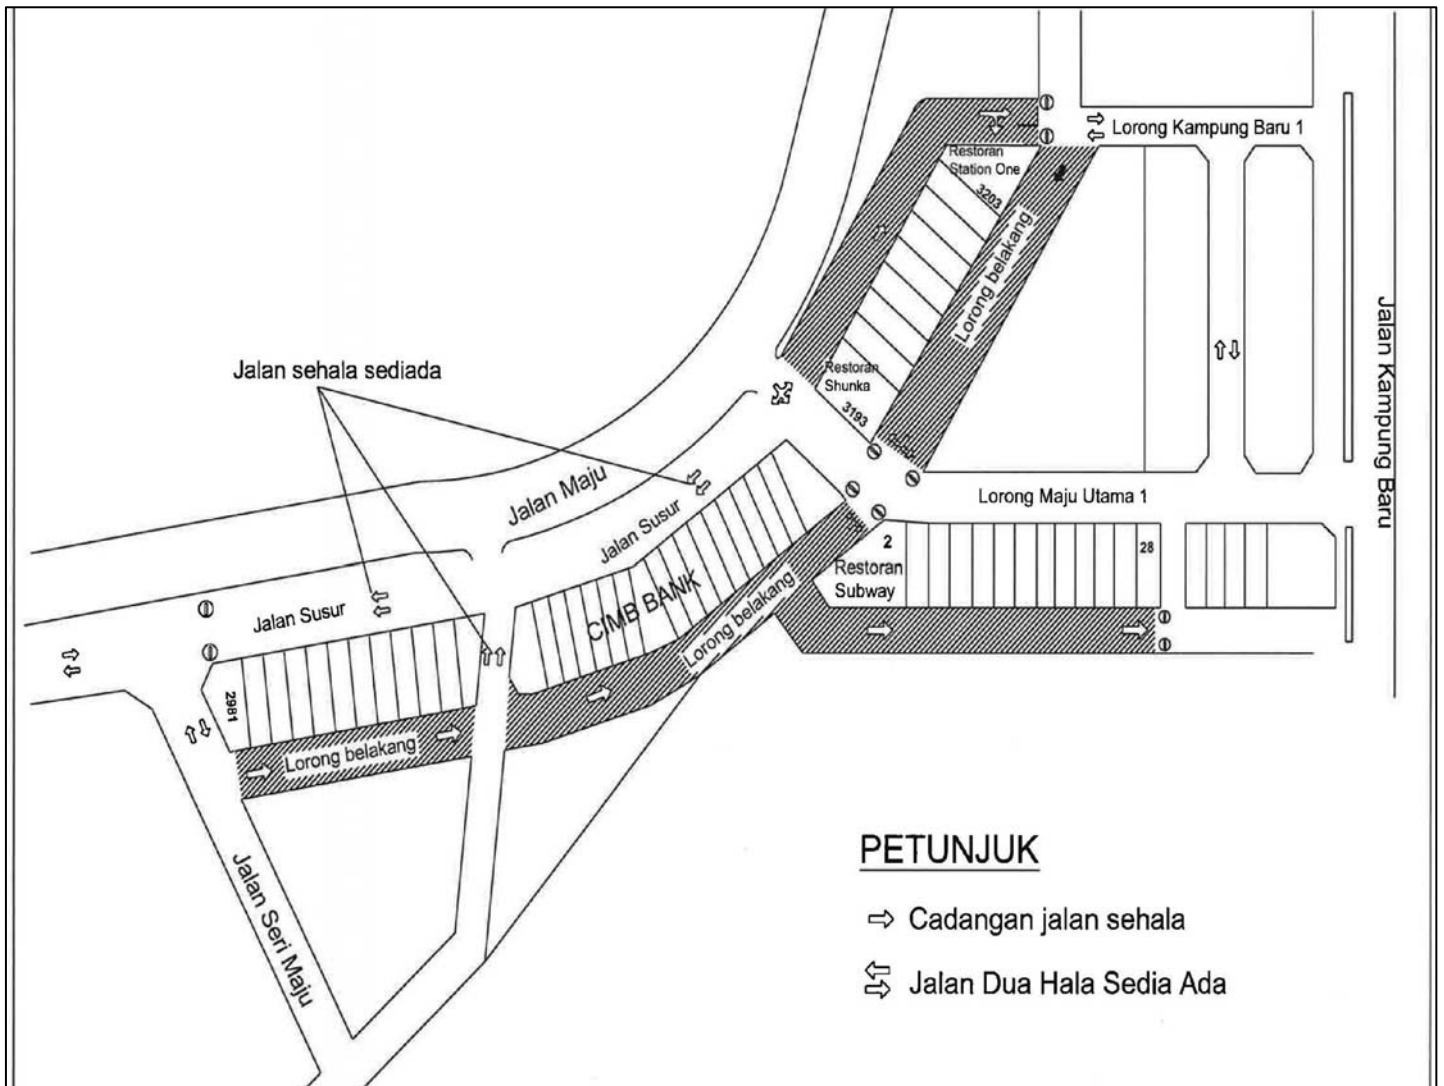 Lorong Kampung Baru 1
Restoran
Station One
3203
Lorong belakang
Jalan Kampung Baru
Jalan sehala sediada
Restoran
Shunka
3193
Jalan Maju
Lorong Maju Utama 1
Jalan Susur
2
28
Restoran
Subway
CIMB BANK
Lorong belakang
Jalan Susur
2981
Lorong belakang
Jalan Seri Maju
PETUNJUK
Cadangan jalan sehala
Jalan Dua Hala Sedia Ada